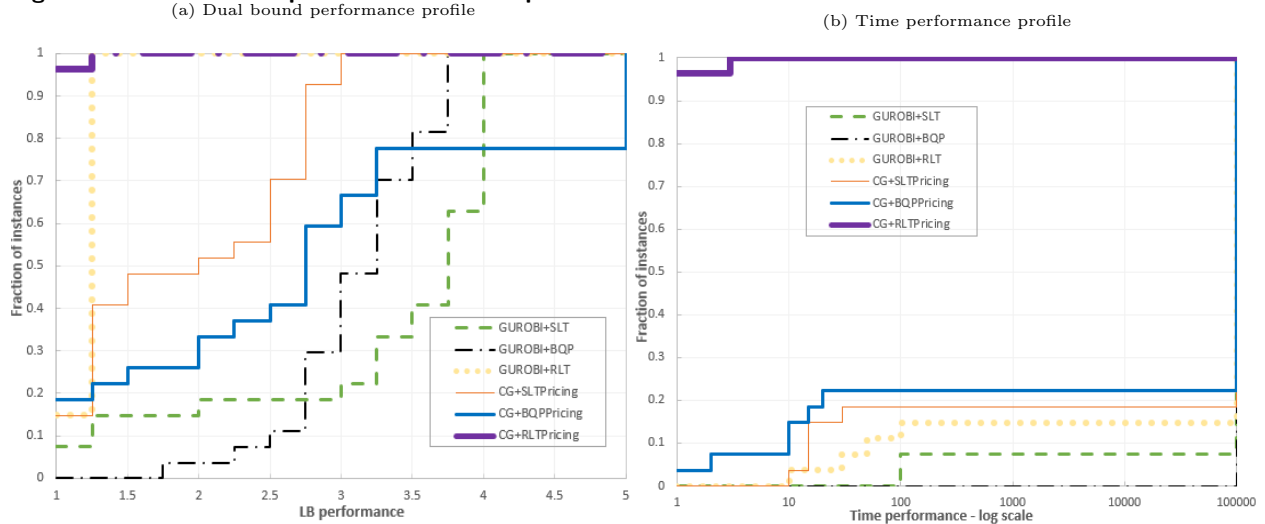 (a) Dual bound performance profile
1
0.9
0.8
0.7
0.6
0.5
0.4
0.3
0.2
0.1
0
Fraction of instances
1 1.5 2 2.5 3 3.5 4 4.5 5
LB performance
GUROBI+SLT
GUROBI+BQP
GUROBI+RLT
CG+SLTPricing
CG+BQPPricing
CG+RLTPricing
(b) Time performance profile
1
0.9
0.8
0.7
0.6
0.5
0.4
0.3
0.2
0.1
0
Fraction of instances
1 10 100 1000 10000 100000
Time performance - log scale
GUROBI+SLT
GUROBI+BQP
GUROBI+RLT
CG+SLTPricing
CG+BQPPricing
CG+RLTPricing